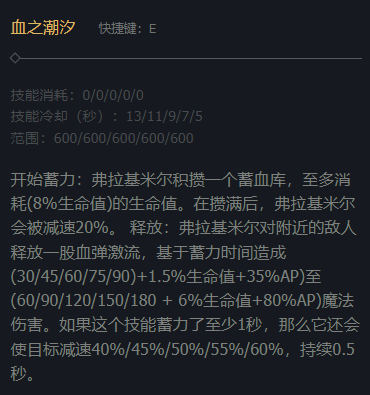 血之潮汐 快捷键：E
技能消耗：0/0/0/0/0
技能冷却（秒）：13/11/9/7/5
范围：600/600/600/600/600
开始蓄力：弗拉基米尔积攒一个蓄血库，至多消
耗(8%生命值)的生命值。在攒满后，弗拉基米尔
会被减速20%。 释放：弗拉基米尔对附近的敌人
释放一股血弹激流，基于蓄力时间造成
(30/45/60/75/90)+1.5%生命值+35%AP)至
(60/90/120/150/180 + 6%生命值+80%AP)魔法
伤害。如果这个技能蓄力了至少1秒，那么它还会
使目标减速40%/45%/50%/55%/60%，持续0.5
秒。